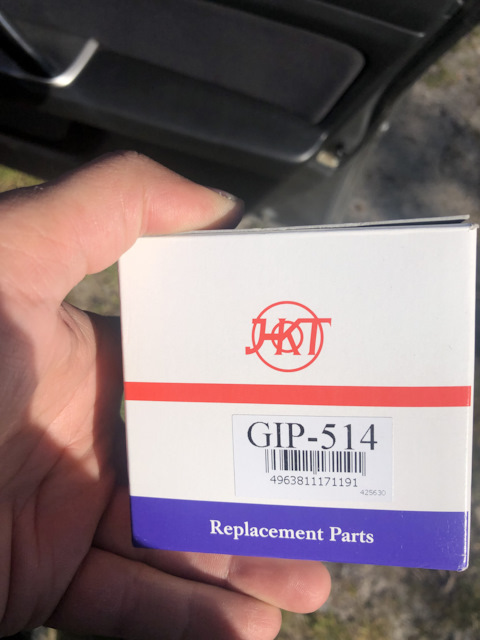 JKT
GIP-514
4963811171191
425630
Replacement Parts